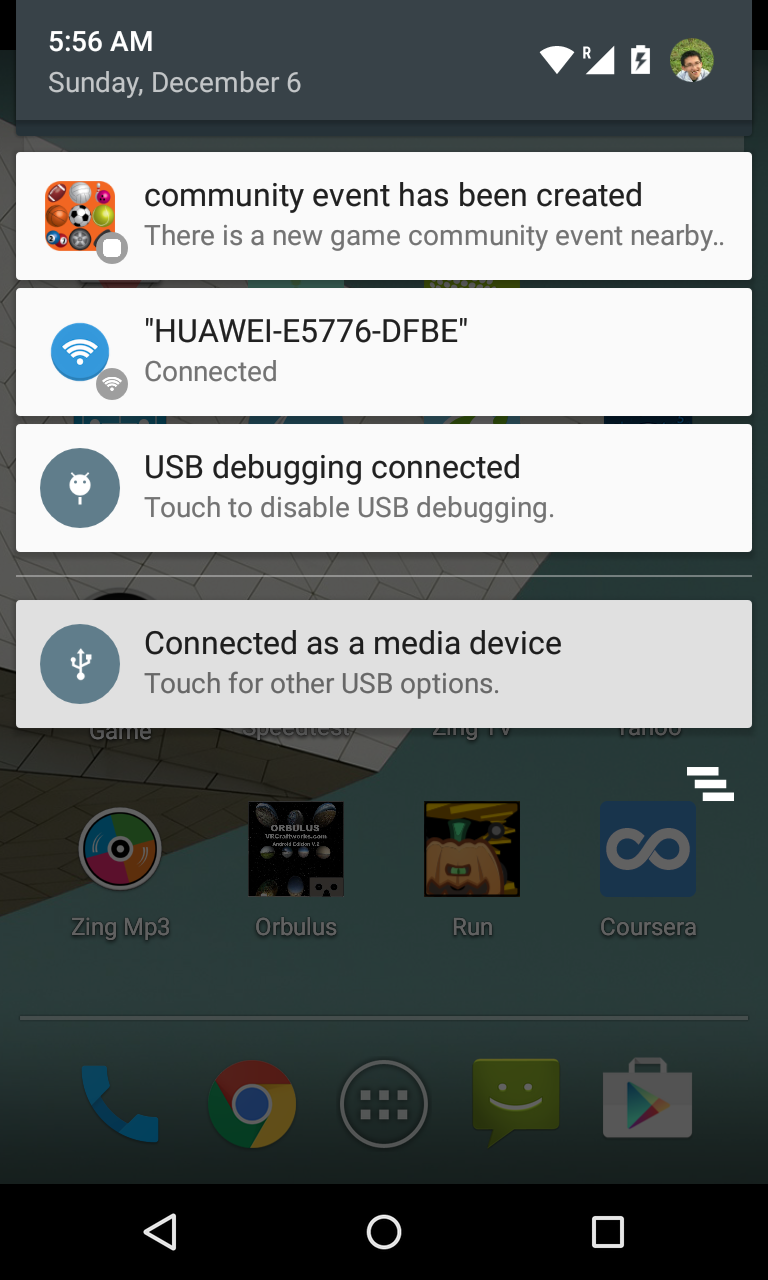 5:56 AM
Sunday, December 6
R
community event has been created
There is a new game community event nearby..
"HUAWEI-E5776-DFBE"
Connected
USB debugging connected
Touch to disable USB debugging.
Connected as a media device
Touch for other USB options.
Game Speedtest Zing TV Yahoo
ORBULUS
VRCraftworks.com
Android Edition V.2
Zing Mp3 Orbulus Run Coursera